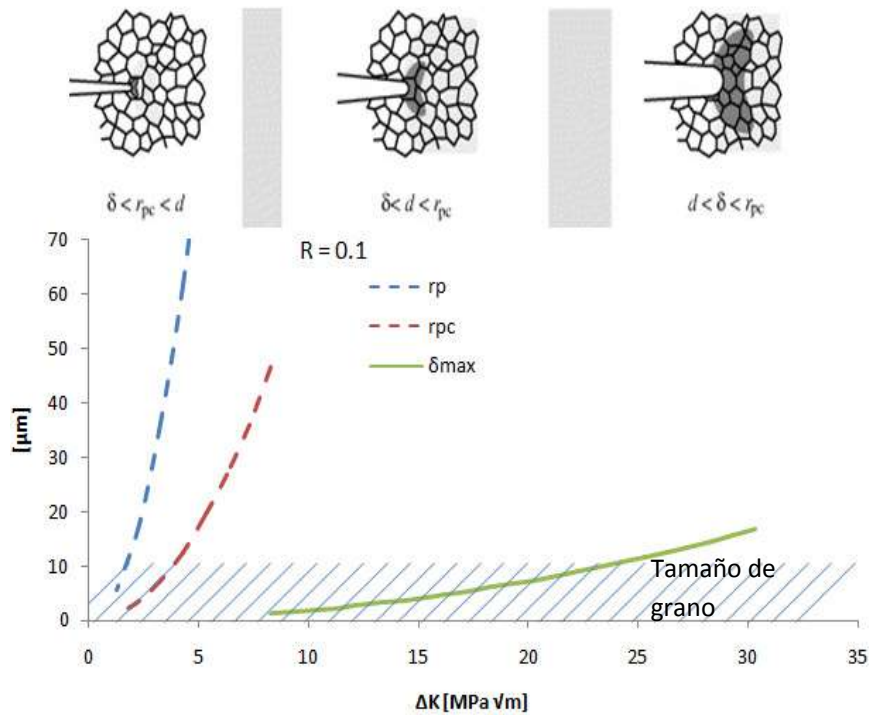 δ < rpc < d
δ < d < rpc
d < δ < rpc
R = 0.1
rp
rpc
δmax
70
60
50
40
30
20
10
0
[µm]
Tamaño de
grano
0 5 10 15 20 25 30 35
ΔK [MPa √m]